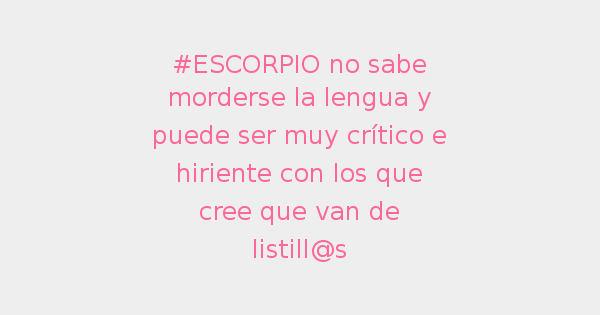 #ESCORPIO no sabe
morderse la lengua y
puede ser muy crítico e
hiriente con los que
cree que van de
listill@s